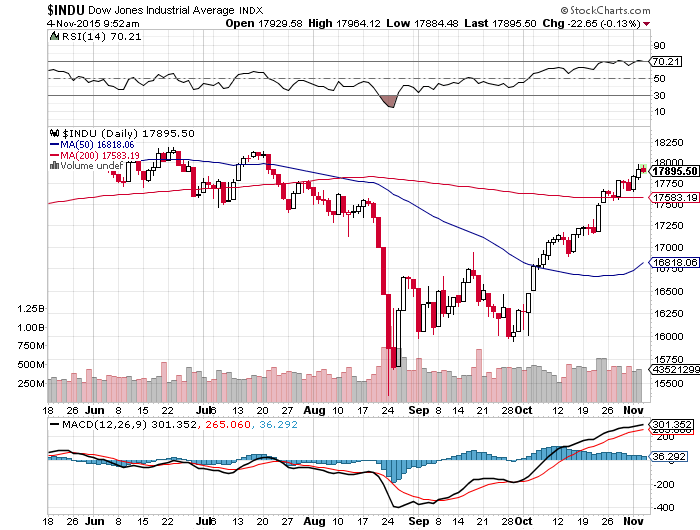 $INDU Dow Jones Industrial Average INDX © StockCharts.com
4-Nov-2015 9:52am Open 17929.58 High 17964.12 Low 17884.48 Last 17895.50 Chg -22.65 (-0.13%)
RSI(14) 70.21
90
70.21
50
30
10
$INDU (Daily) 17895.50
MA(50) 16818.06
MA(200) 17583.19
Volume undef
18250
18000
17895.50
17750
17583.19
17500
17250
17000
16818.06
16500
16250
16000
15750
15500
1.25B
1.00B
750M
500M
250M
43521299
18 26 Jun 8 15 22 Jul 6 13 20 27 Aug 10 17 24 Sep 8 14 21 28 Oct 12 19 26 Nov
MACD(12,26,9) 301.352, 265.060, 36.292
301.352
200
36.292
-200
-400
18 26 Jun 8 15 22 Jul 6 13 20 27 Aug 10 17 24 Sep 8 14 21 28 Oct 12 19 26 Nov